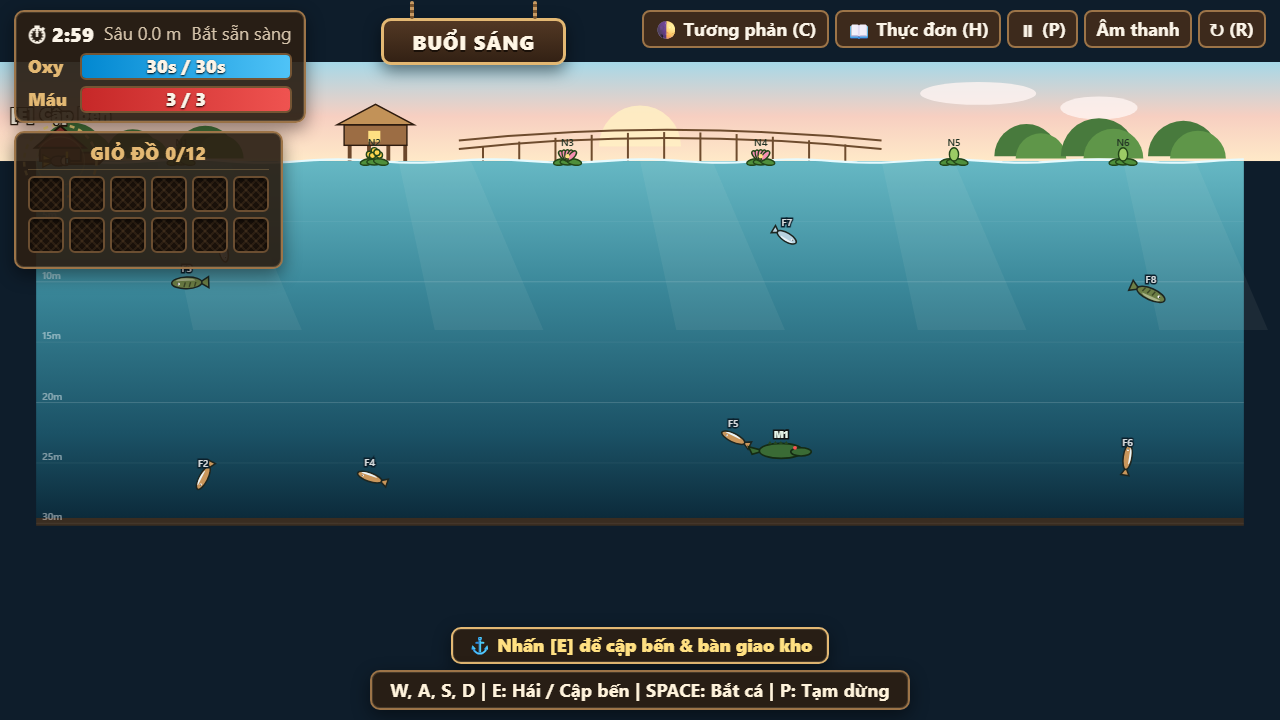 2:59 Sâu 0.0 m Bắt sẵn sàng
Oxy 30s / 30s
Máu 3 / 3
BUỔI SÁNG
Tương phản (C)
Thực đơn (H)
(P)
Âm thanh
↻ (R)
GIỎ ĐỒ 0/12
N2
N3
N4
N5
N6
F7
F3
F8
10m
15m
20m
F5
M1
F6
25m
F2
F4
30m
Nhấn [E] để cập bến & bàn giao kho
W, A, S, D | E: Hái / Cập bến | SPACE: Bắt cá | P: Tạm dừng